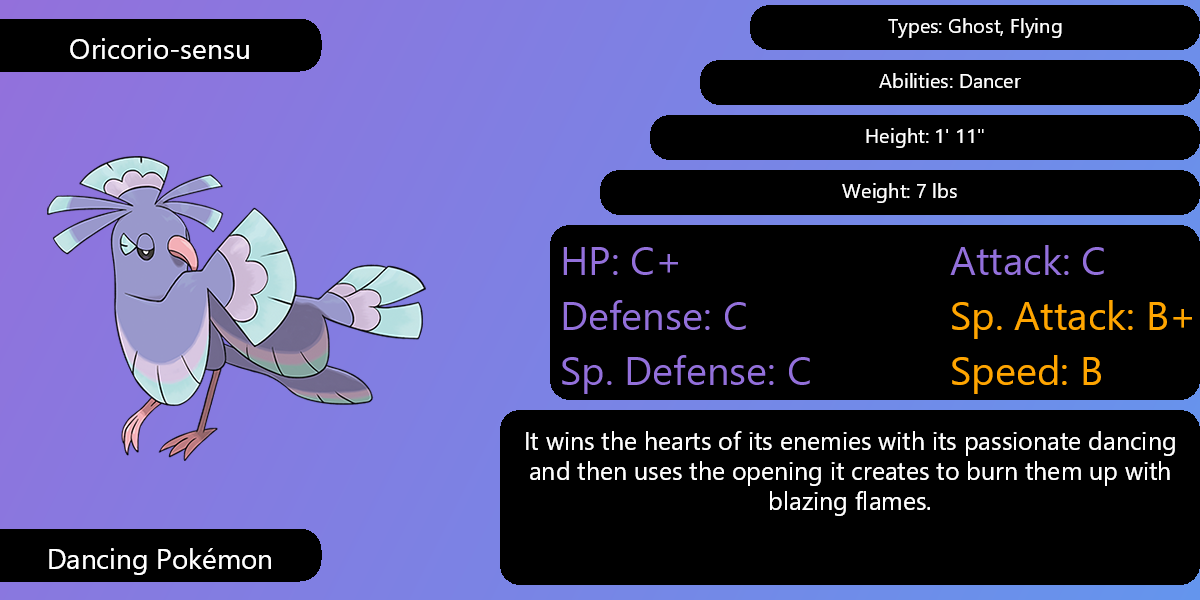 Oricorio-sensu
Types: Ghost, Flying
Abilities: Dancer
Height: 1' 11"
Weight: 7 lbs
HP: C+
Attack: C
Defense: C
Sp. Attack: B+
Sp. Defense: C
Speed: B
It wins the hearts of its enemies with its passionate dancing
and then uses the opening it creates to burn them up with
blazing flames.
Dancing Pokémon